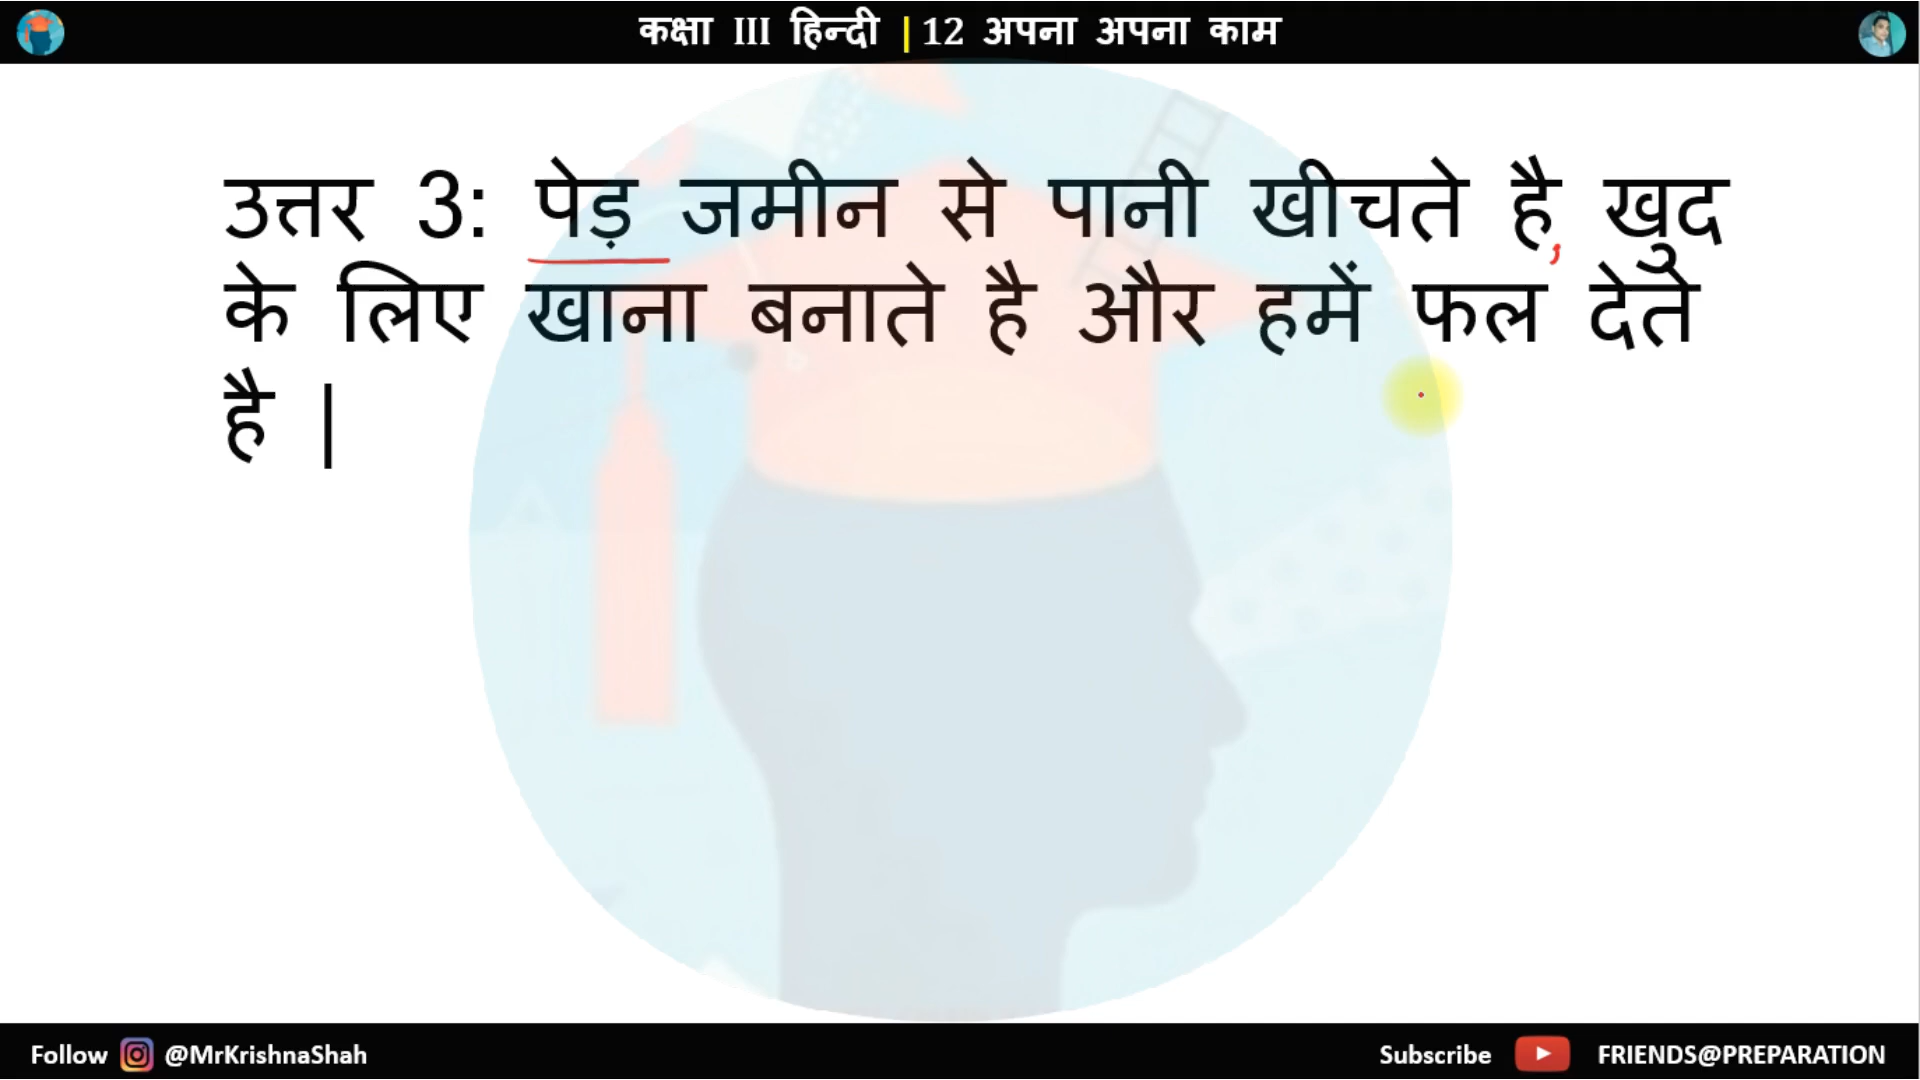 कक्षा III हिन्दी | 12 अपना अपना काम
उत्तर 3: पेड़ जमीन से पानी खीचते है, खुद
के लिए खाना बनाते है और हमें फल देते
है |
Follow @MrKrishnaShah Subscribe FRIENDS@PREPARATION